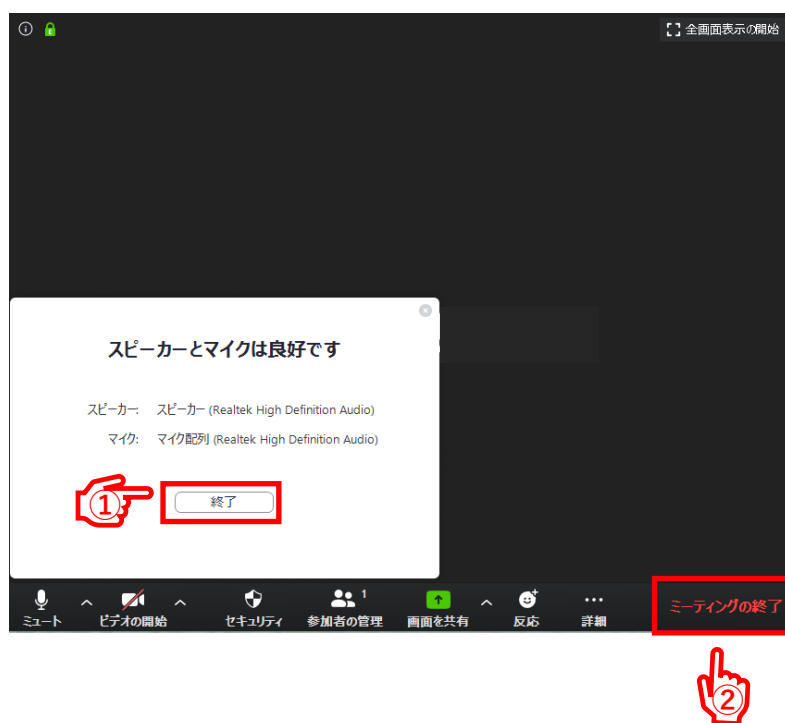 全画面表示の開始
スピーカーとマイクは良好です
スピーカー: スピーカー (Realtek High Definition Audio)
マイク: マイク配列 (Realtek High Definition Audio)
①
終了
1
ミュート ビデオの開始 セキュリティ 参加者の管理 画面を共有 反応 詳細 ミーティングの終了
②